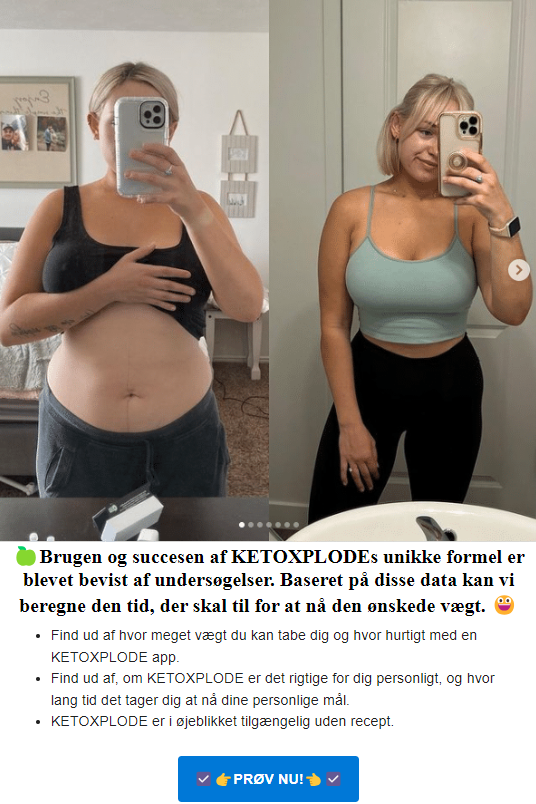 🍏Brugen og succesen af KETOXPLODEs unikke formel er
blevet bevist af undersøgelser. Baseret på disse data kan vi
beregne den tid, der skal til for at nå den ønskede vægt. 😀
• Find ud af hvor meget vægt du kan tabe dig og hvor hurtigt med en
KETOXPLODE app.
• Find ud af, om KETOXPLODE er det rigtige for dig personligt, og hvor
lang tid det tager dig at nå dine personlige mål.
• KETOXPLODE er i øjeblikket tilgængelig uden recept.
☑👉PRØV NU!👈☑